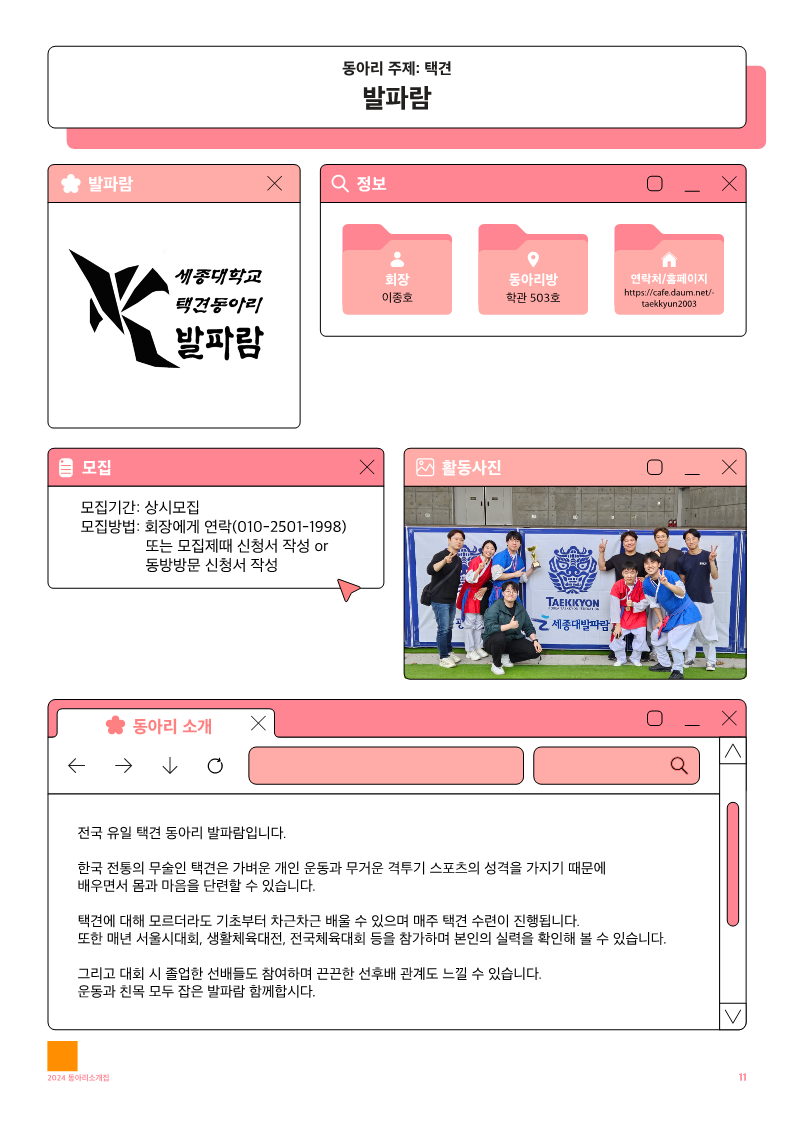 동아리 주제: 택견
발파람
발파람
세종대학교
택견동아리
발파람
정보
회장
이종호
동아리방
학관 503호
연락처/홈페이지
https://cafe.daum.net/-
taekkyun2003
모집
모집기간: 상시모집
모집방법: 회장에게 연락(010-2501-1998)
또는 모집제때 신청서 작성 or
동방방문 신청서 작성
활동사진
TAEKKYON
세종대발파람
동아리 소개
전국 유일 택견 동아리 발파람입니다.
한국 전통의 무술인 택견은 가벼운 개인 운동과 무거운 격투기 스포츠의 성격을 가지기 때문에
배우면서 몸과 마음을 단련할 수 있습니다.
택견에 대해 모르더라도 기초부터 차근차근 배울 수 있으며 매주 택견 수련이 진행됩니다.
또한 매년 서울시대회, 생활체육대전, 전국체육대회 등을 참가하며 본인의 실력을 확인해 볼 수 있습니다.
그리고 대회 시 졸업한 선배들도 참여하며 끈끈한 선후배 관계도 느낄 수 있습니다.
운동과 친목 모두 잡은 발파람 함께합시다.
2024 동아리소개집
11